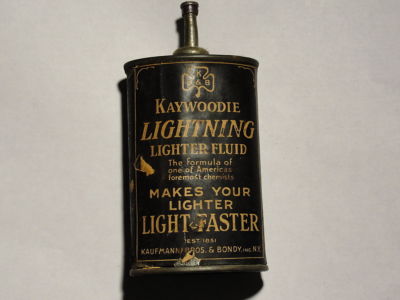 K
B & B
KAYWOODIE
LIGHTNING
LIGHTER FLUID
The formula of
one of Americas
foremost chemists
MAKES YOUR
LIGHTER
LIGHT FASTER
EST. 1851
KAUFMANN BROS. & BONDY, INC. N.Y.